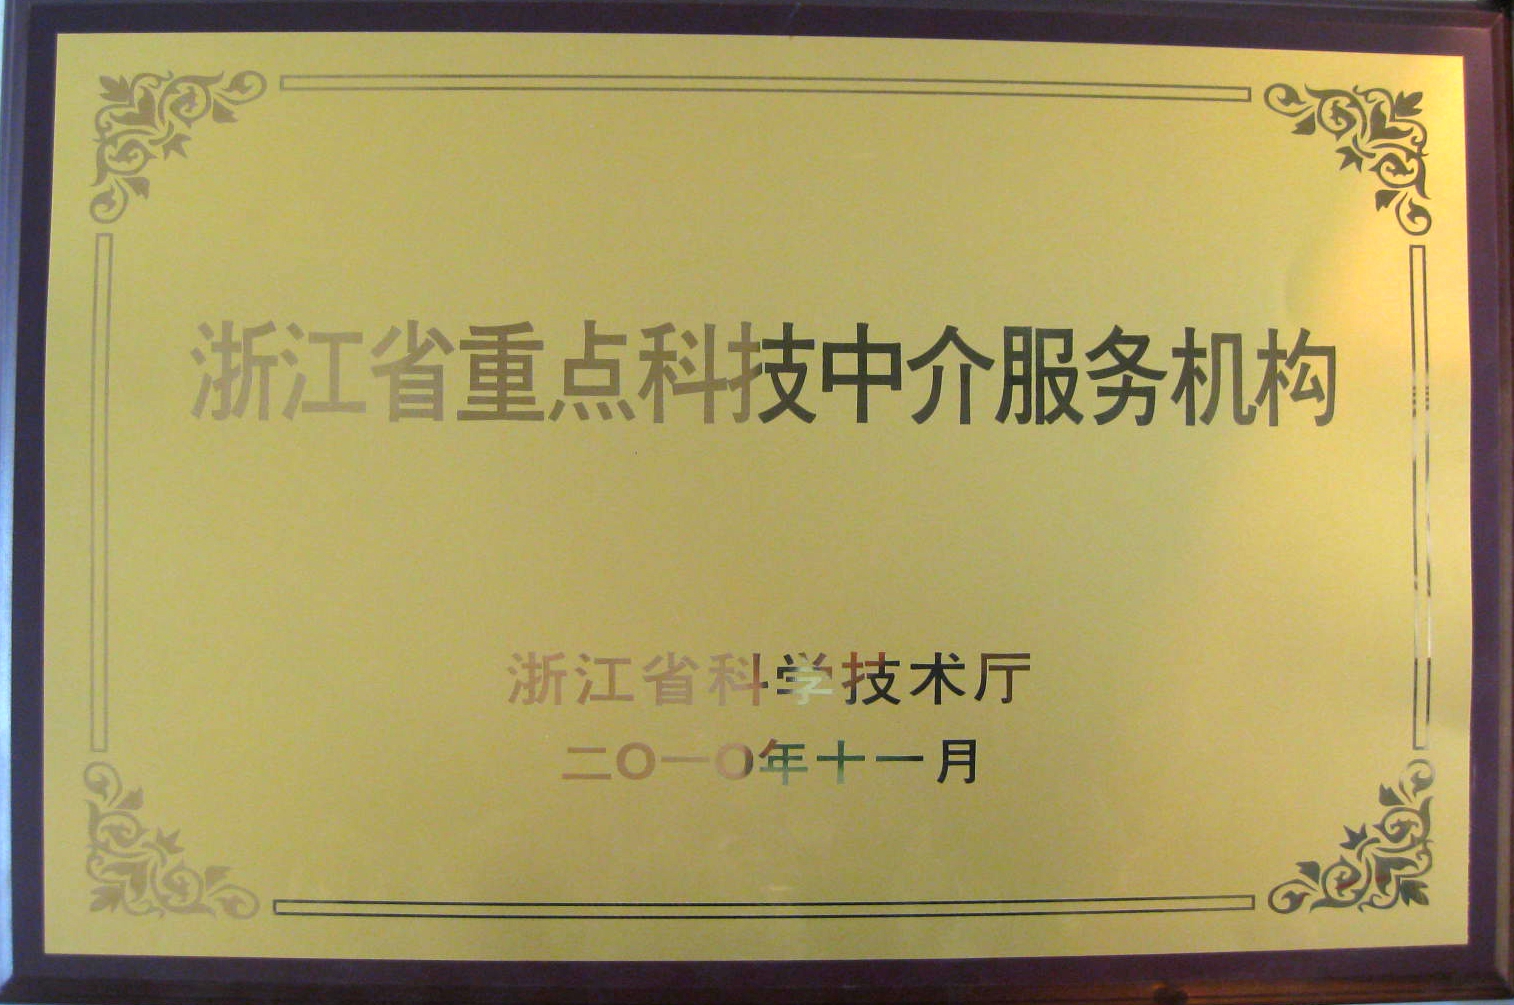 浙江省重点科技中介服务机构
浙江省科学技术厅
二〇一〇年十一月